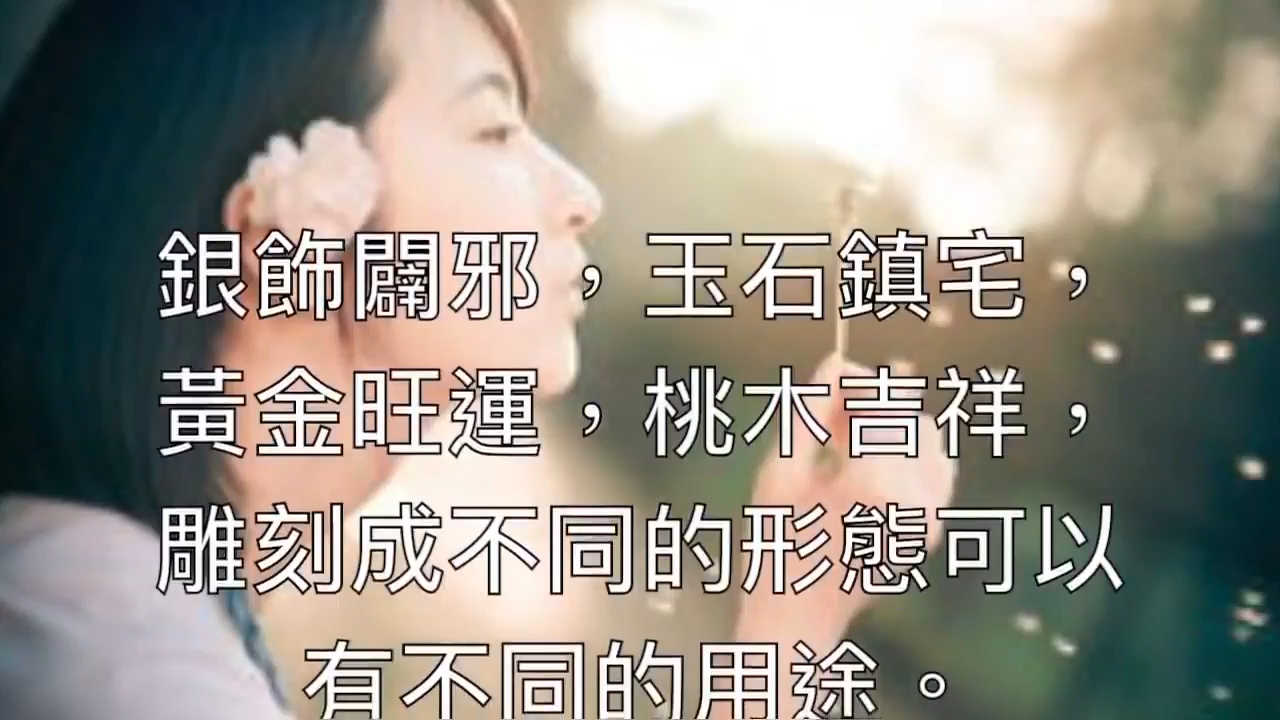 銀飾闢邪，玉石鎮宅，
黃金旺運，桃木吉祥，
雕刻成不同的形態可以
有不同的用途。